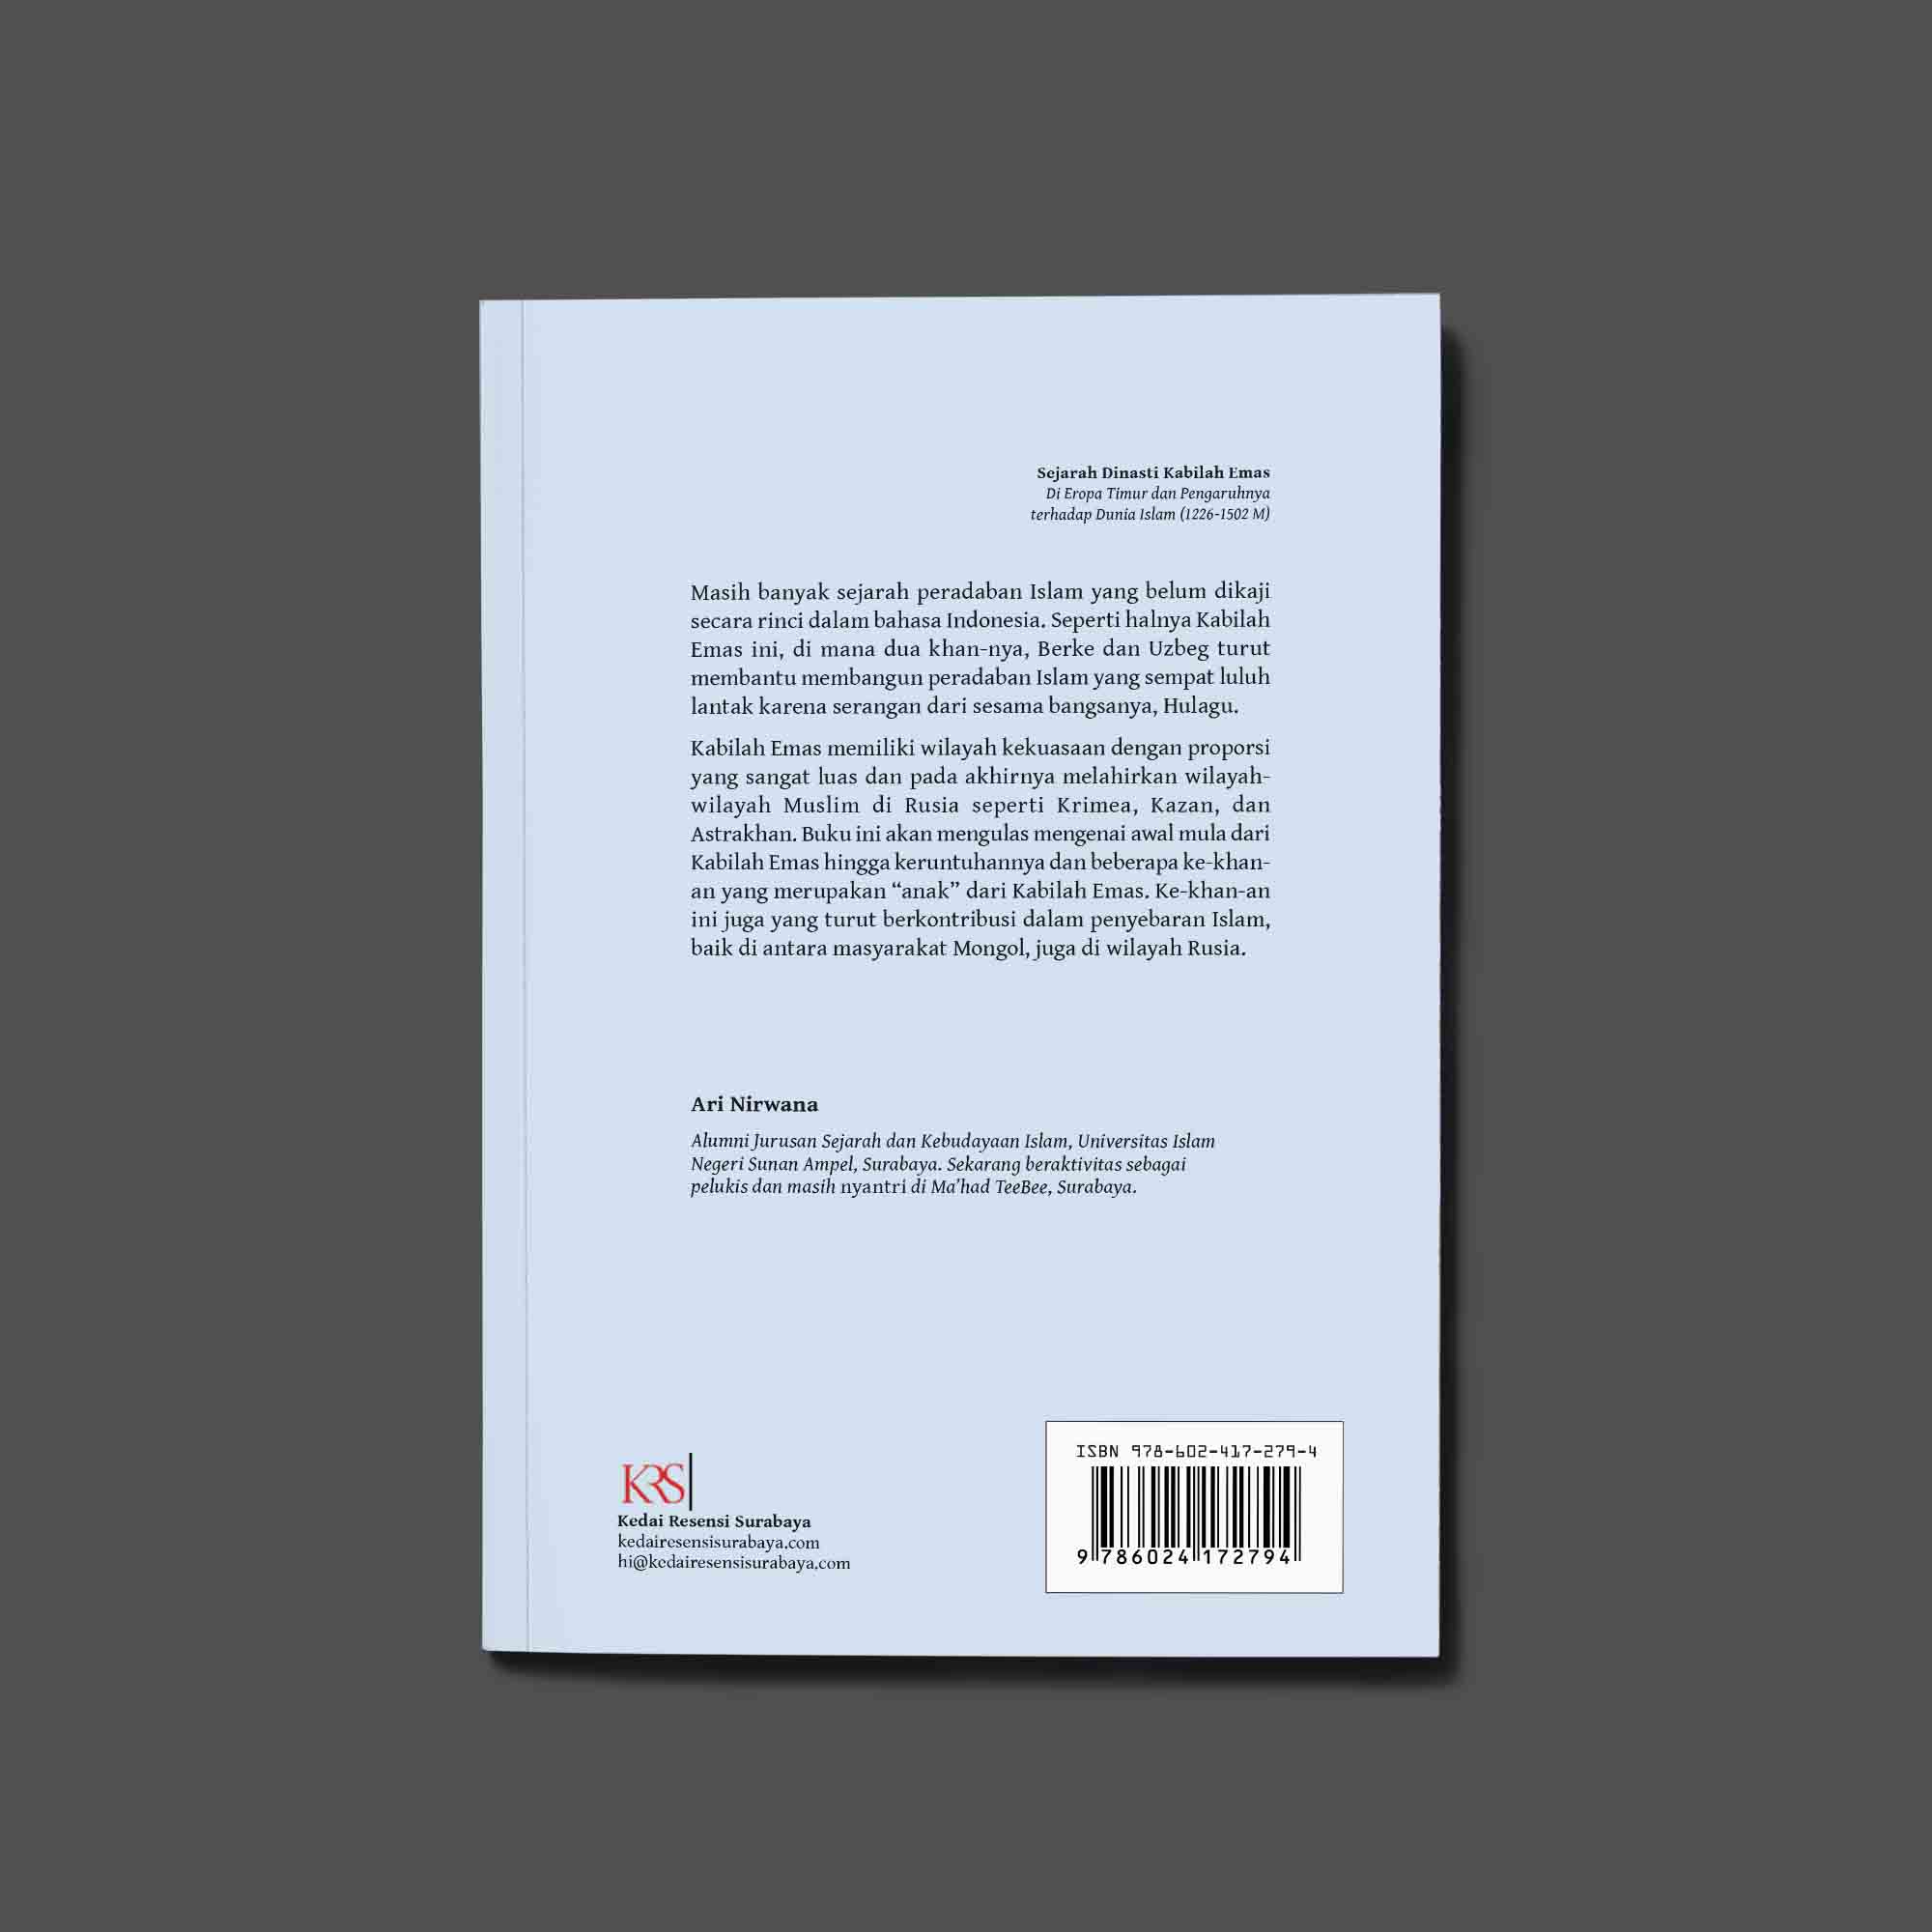 Sejarah Dinasti Kabilah Emas
Di Eropa Timur dan Pengaruhnya
terhadap Dunia Islam (1226-1502 M)
Masih banyak sejarah peradaban Islam yang belum dikaji
secara rinci dalam bahasa Indonesia. Seperti halnya Kabilah
Emas ini, di mana dua khan-nya, Berke dan Uzbeg turut
membantu membangun peradaban Islam yang sempat luluh
lantak karena serangan dari sesama bangsanya, Hulagu.
Kabilah Emas memiliki wilayah kekuasaan dengan proporsi
yang sangat luas dan pada akhirnya melahirkan wilayah-
wilayah Muslim di Rusia seperti Krimea, Kazan, dan
Astrakhan. Buku ini akan mengulas mengenai awal mula dari
Kabilah Emas hingga keruntuhannya dan beberapa ke-khan-
an yang merupakan “anak” dari Kabilah Emas. Ke-khan-an
ini juga yang turut berkontribusi dalam penyebaran Islam,
baik di antara masyarakat Mongol, juga di wilayah Rusia.
Ari Nirwana
Alumni Jurusan Sejarah dan Kebudayaan Islam, Universitas Islam
Negeri Sunan Ampel, Surabaya. Sekarang beraktivitas sebagai
pelukis dan masih nyantri di Ma’had TeeBee, Surabaya.
KRS
Kedai Resensi Surabaya
kedairesensisurabaya.com
hi@kedairesensisurabaya.com
ISBN 978-602-417-279-4
9 786024 172794